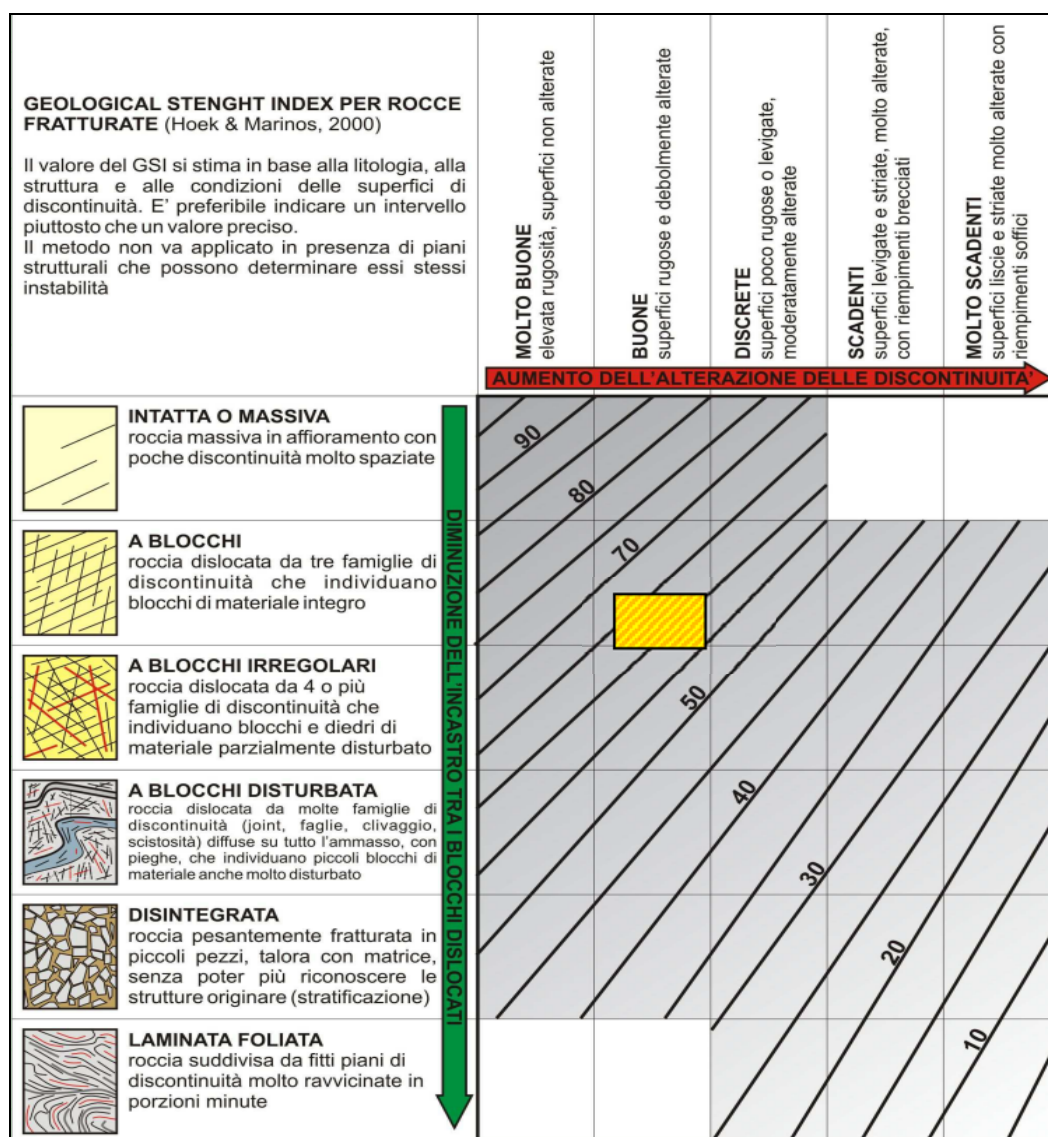 GEOLOGICAL STENGHT INDEX PER ROCCE
FRATTURATE (Hoek & Marinos, 2000)
Il valore del GSI si stima in base alla litologia, alla
struttura e alle condizioni delle superfici di
discontinuità. E' preferibile indicare un intervello
piuttosto che un valore preciso.
Il metodo non va applicato in presenza di piani
strutturali che possono determinare essi stessi
instabilità
MOLTO BUONE
elevata rugosità, superfici non alterate
BUONE
superfici rugose e debolmente alterate
DISCRETE
superfici poco rugose o levigate,
moderatamente alterate
SCADENTI
superfici levigate e striate, molto alterate,
con riempimenti brecciati
MOLTO SCADENTI
superfici liscie e striate molto alterate con
riempimenti soffici
AUMENTO DELL'ALTERAZIONE DELLE DISCONTINUITA'
DIMINUZIONE DELL'INCASTRO TRA I BLOCCHI DISLOCATI
INTATTA O MASSIVA
roccia massiva in affioramento con
poche discontinuità molto spaziate
A BLOCCHI
roccia dislocata da tre famiglie di
discontinuità che individuano
blocchi di materiale integro
A BLOCCHI IRREGOLARI
roccia dislocata da 4 o più
famiglie di discontinuità che
individuano blocchi e diedri di
materiale parzialmente disturbato
A BLOCCHI DISTURBATA
roccia dislocata da molte famiglie di
discontinuità (joint, faglie, clivaggio,
scistosità) diffuse su tutto l'ammasso, con
pieghe, che individuano piccoli blocchi di
materiale anche molto disturbato
DISINTEGRATA
roccia pesantemente fratturata in
piccoli pezzi, talora con matrice,
senza poter più riconoscere le
strutture originare (stratificazione)
LAMINATA FOLIATA
roccia suddivisa da fitti piani di
discontinuità molto ravvicinate in
porzioni minute
90
80
70
50
40
30
20
10